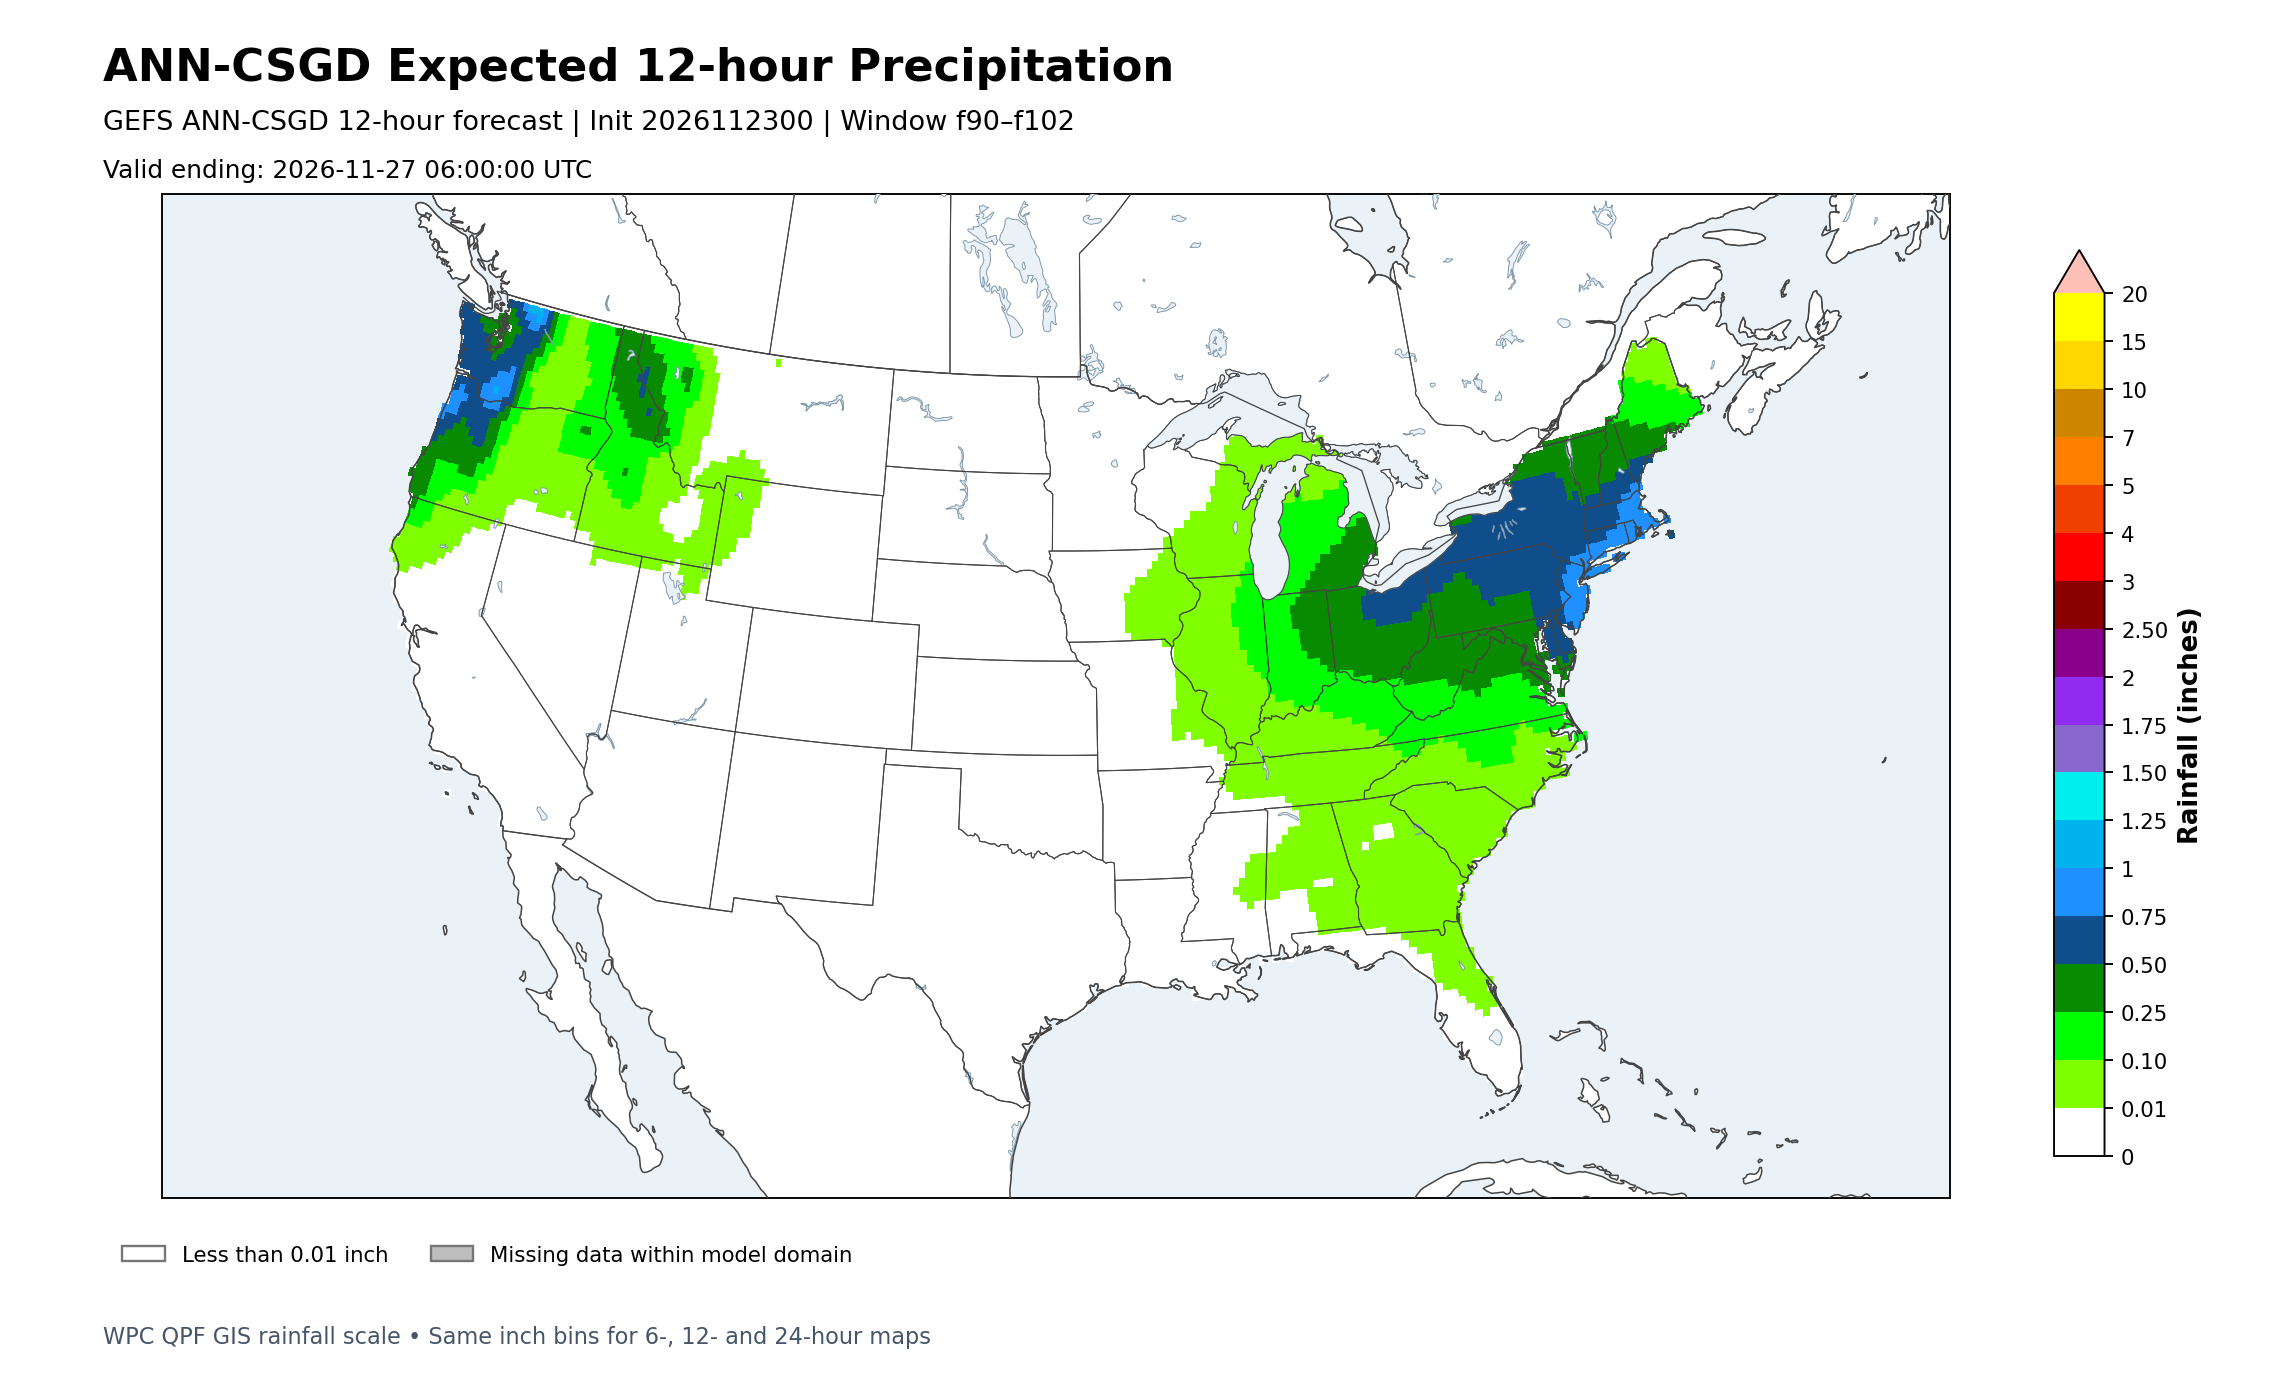 ANN-CSGD Expected 12-hour Precipitation
GEFS ANN-CSGD 12-hour forecast | Init 2026112300 | Window f90–f102
Valid ending: 2026-11-27 06:00:00 UTC
20
15
10
7
5
4
3
2.50
2
1.75
1.50
1.25
1
0.75
0.50
0.25
0.10
0.01
0
Rainfall (inches)
Less than 0.01 inch
Missing data within model domain
WPC QPF GIS rainfall scale • Same inch bins for 6-, 12- and 24-hour maps